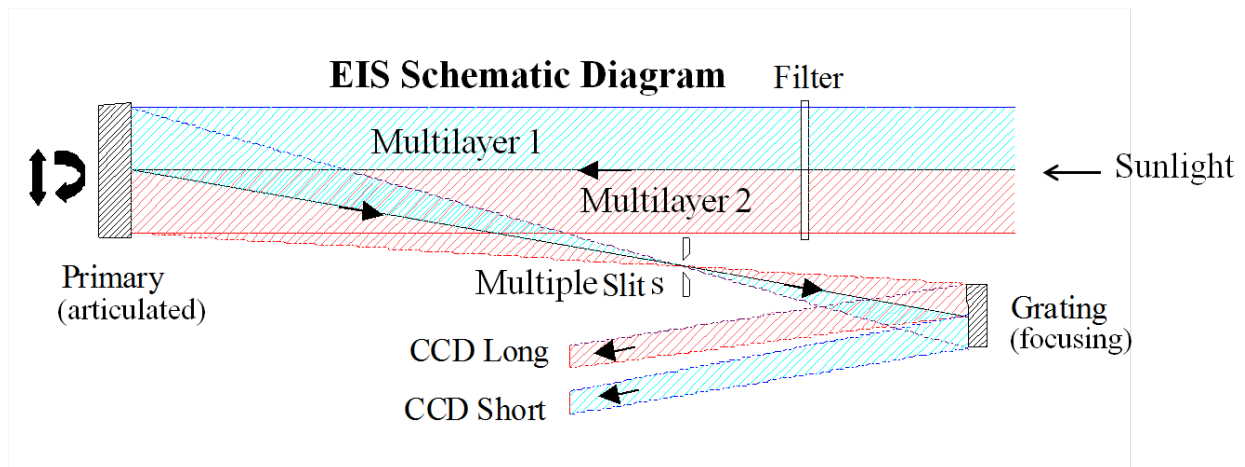 EIS Schematic Diagram
Filter
Multilayer 1
Sunlight
Multilayer 2
Primary
(articulated)
Multiple Slit s
Grating
(focusing)
CCD Long
CCD Short